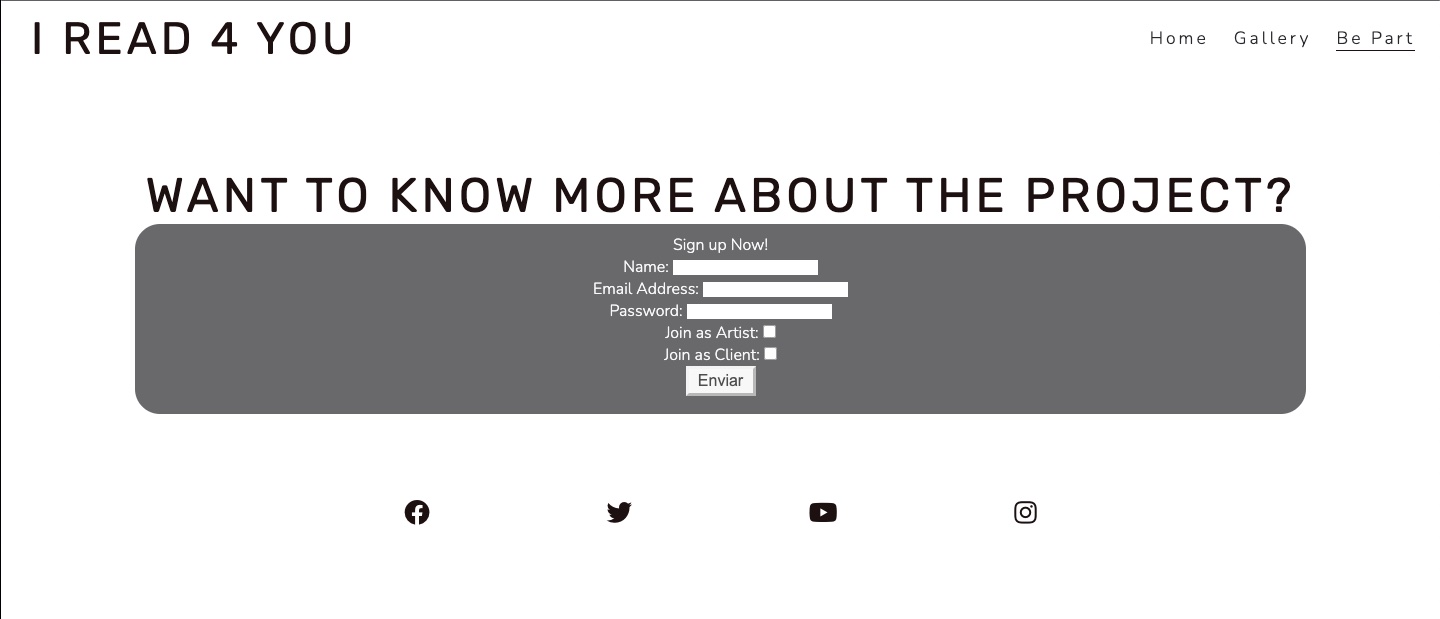 I READ 4 YOU
Home Gallery Be Part
WANT TO KNOW MORE ABOUT THE PROJECT?
Sign up Now!
Name:
Email Address:
Password:
Join as Artist:
Join as Client:
Enviar